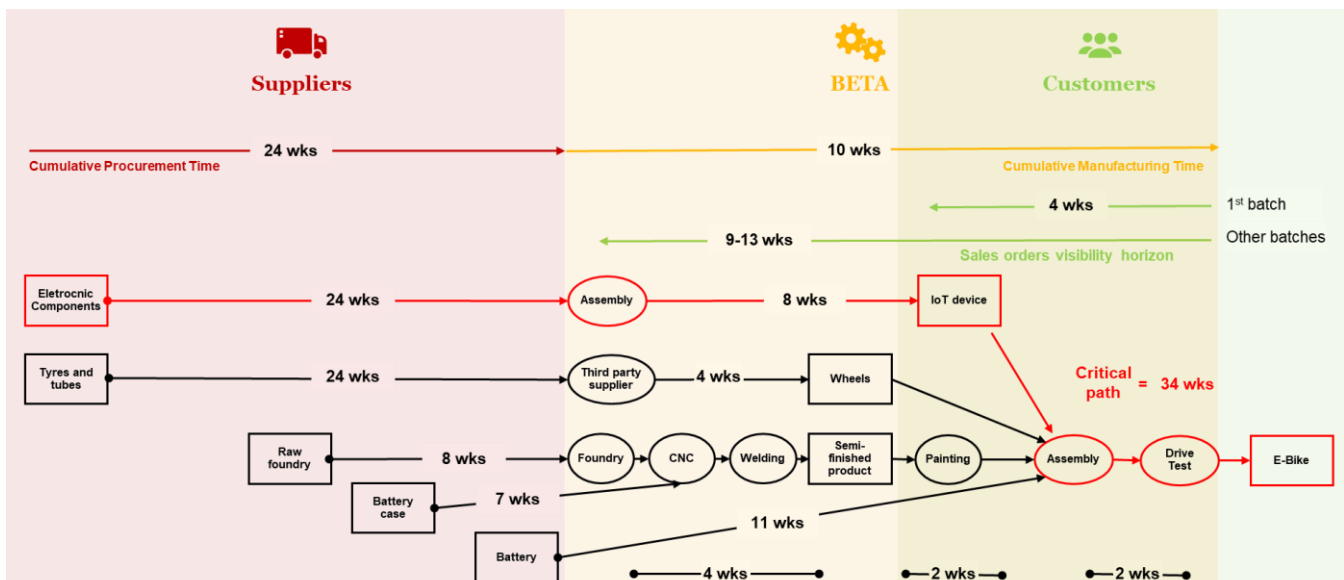 Suppliers
BETA
Customers
24 wks
10 wks
Cumulative Procurement Time
Cumulative Manufacturing Time
4 wks
1st batch
9-13 wks
Other batches
Sales orders visibility horizon
Eletrocnic
Components
24 wks
Assembly
8 wks
IoT device
Tyres and
tubes
24 wks
Third party
supplier
4 wks
Wheels
Critical
path
= 34 wks
Raw
foundry
8 wks
Foundry
CNC
Welding
Semi-
finished
product
Painting
Assembly
Drive
Test
E-Bike
Battery
case
7 wks
Battery
11 wks
4 wks
2 wks
2 wks